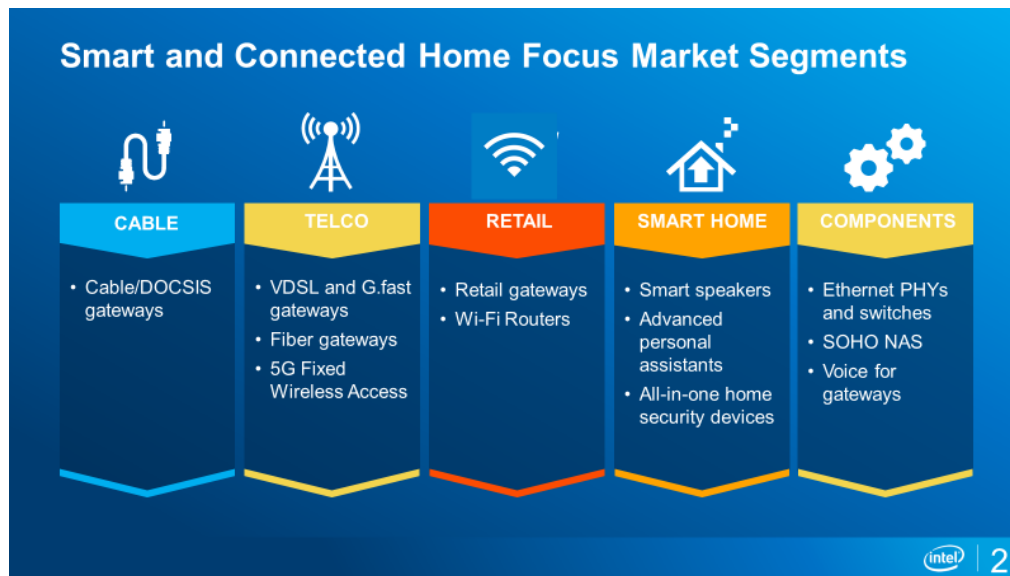 Smart and Connected Home Focus Market Segments
CABLE
• Cable/DOCSIS
gateways
TELCO
• VDSL and G.fast
gateways
• Fiber gateways
• 5G Fixed
Wireless Access
RETAIL
• Retail gateways
• Wi-Fi Routers
SMART HOME
• Smart speakers
• Advanced
personal
assistants
• All-in-one home
security devices
COMPONENTS
• Ethernet PHYs
and switches
• SOHO NAS
• Voice for
gateways
intel
2